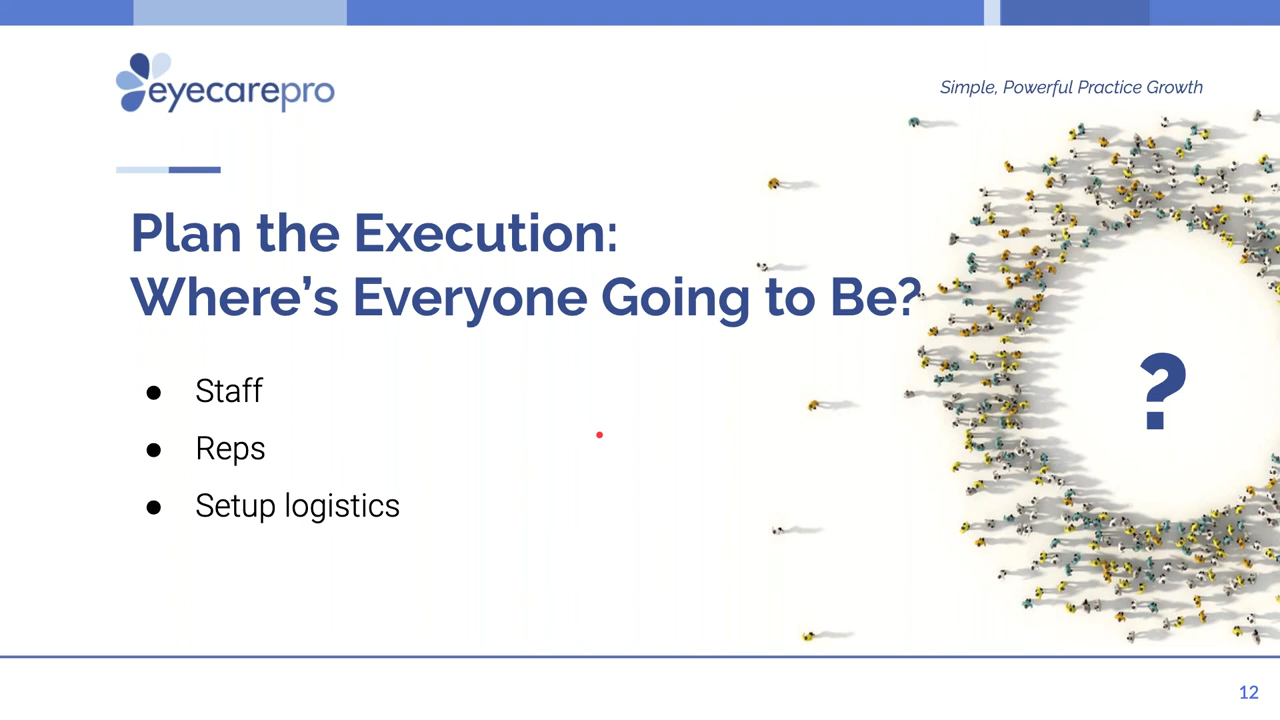 eyecarepro
Simple, Powerful Practice Growth
Plan the Execution:
Where’s Everyone Going to Be?
● Staff
● Reps
● Setup logistics
?
12